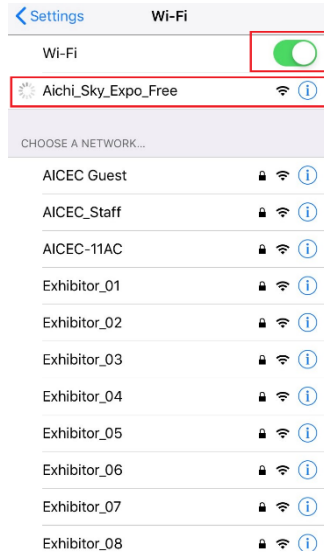 Settings Wi-Fi
Wi-Fi
Aichi_Sky_Expo_Free
CHOOSE A NETWORK...
AICEC Guest
AICEC_Staff
AICEC-11AC
Exhibitor_01
Exhibitor_02
Exhibitor_03
Exhibitor_04
Exhibitor_05
Exhibitor_06
Exhibitor_07
Exhibitor_08